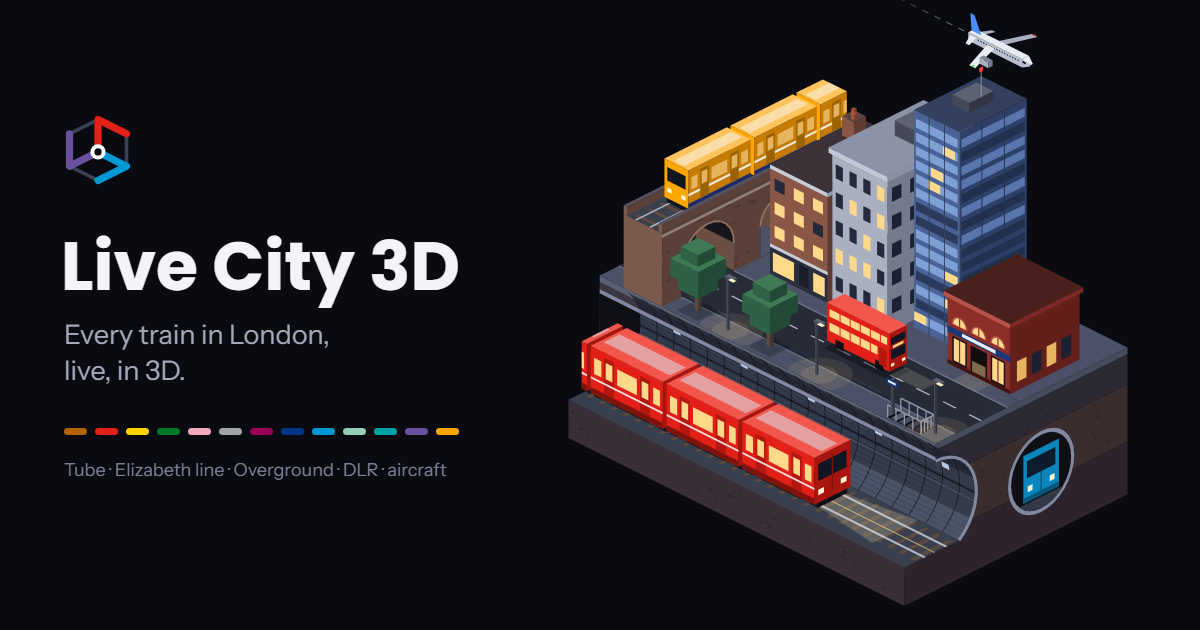 Live City 3D
Every train in London,
live, in 3D.
Tube · Elizabeth line · Overground · DLR · aircraft